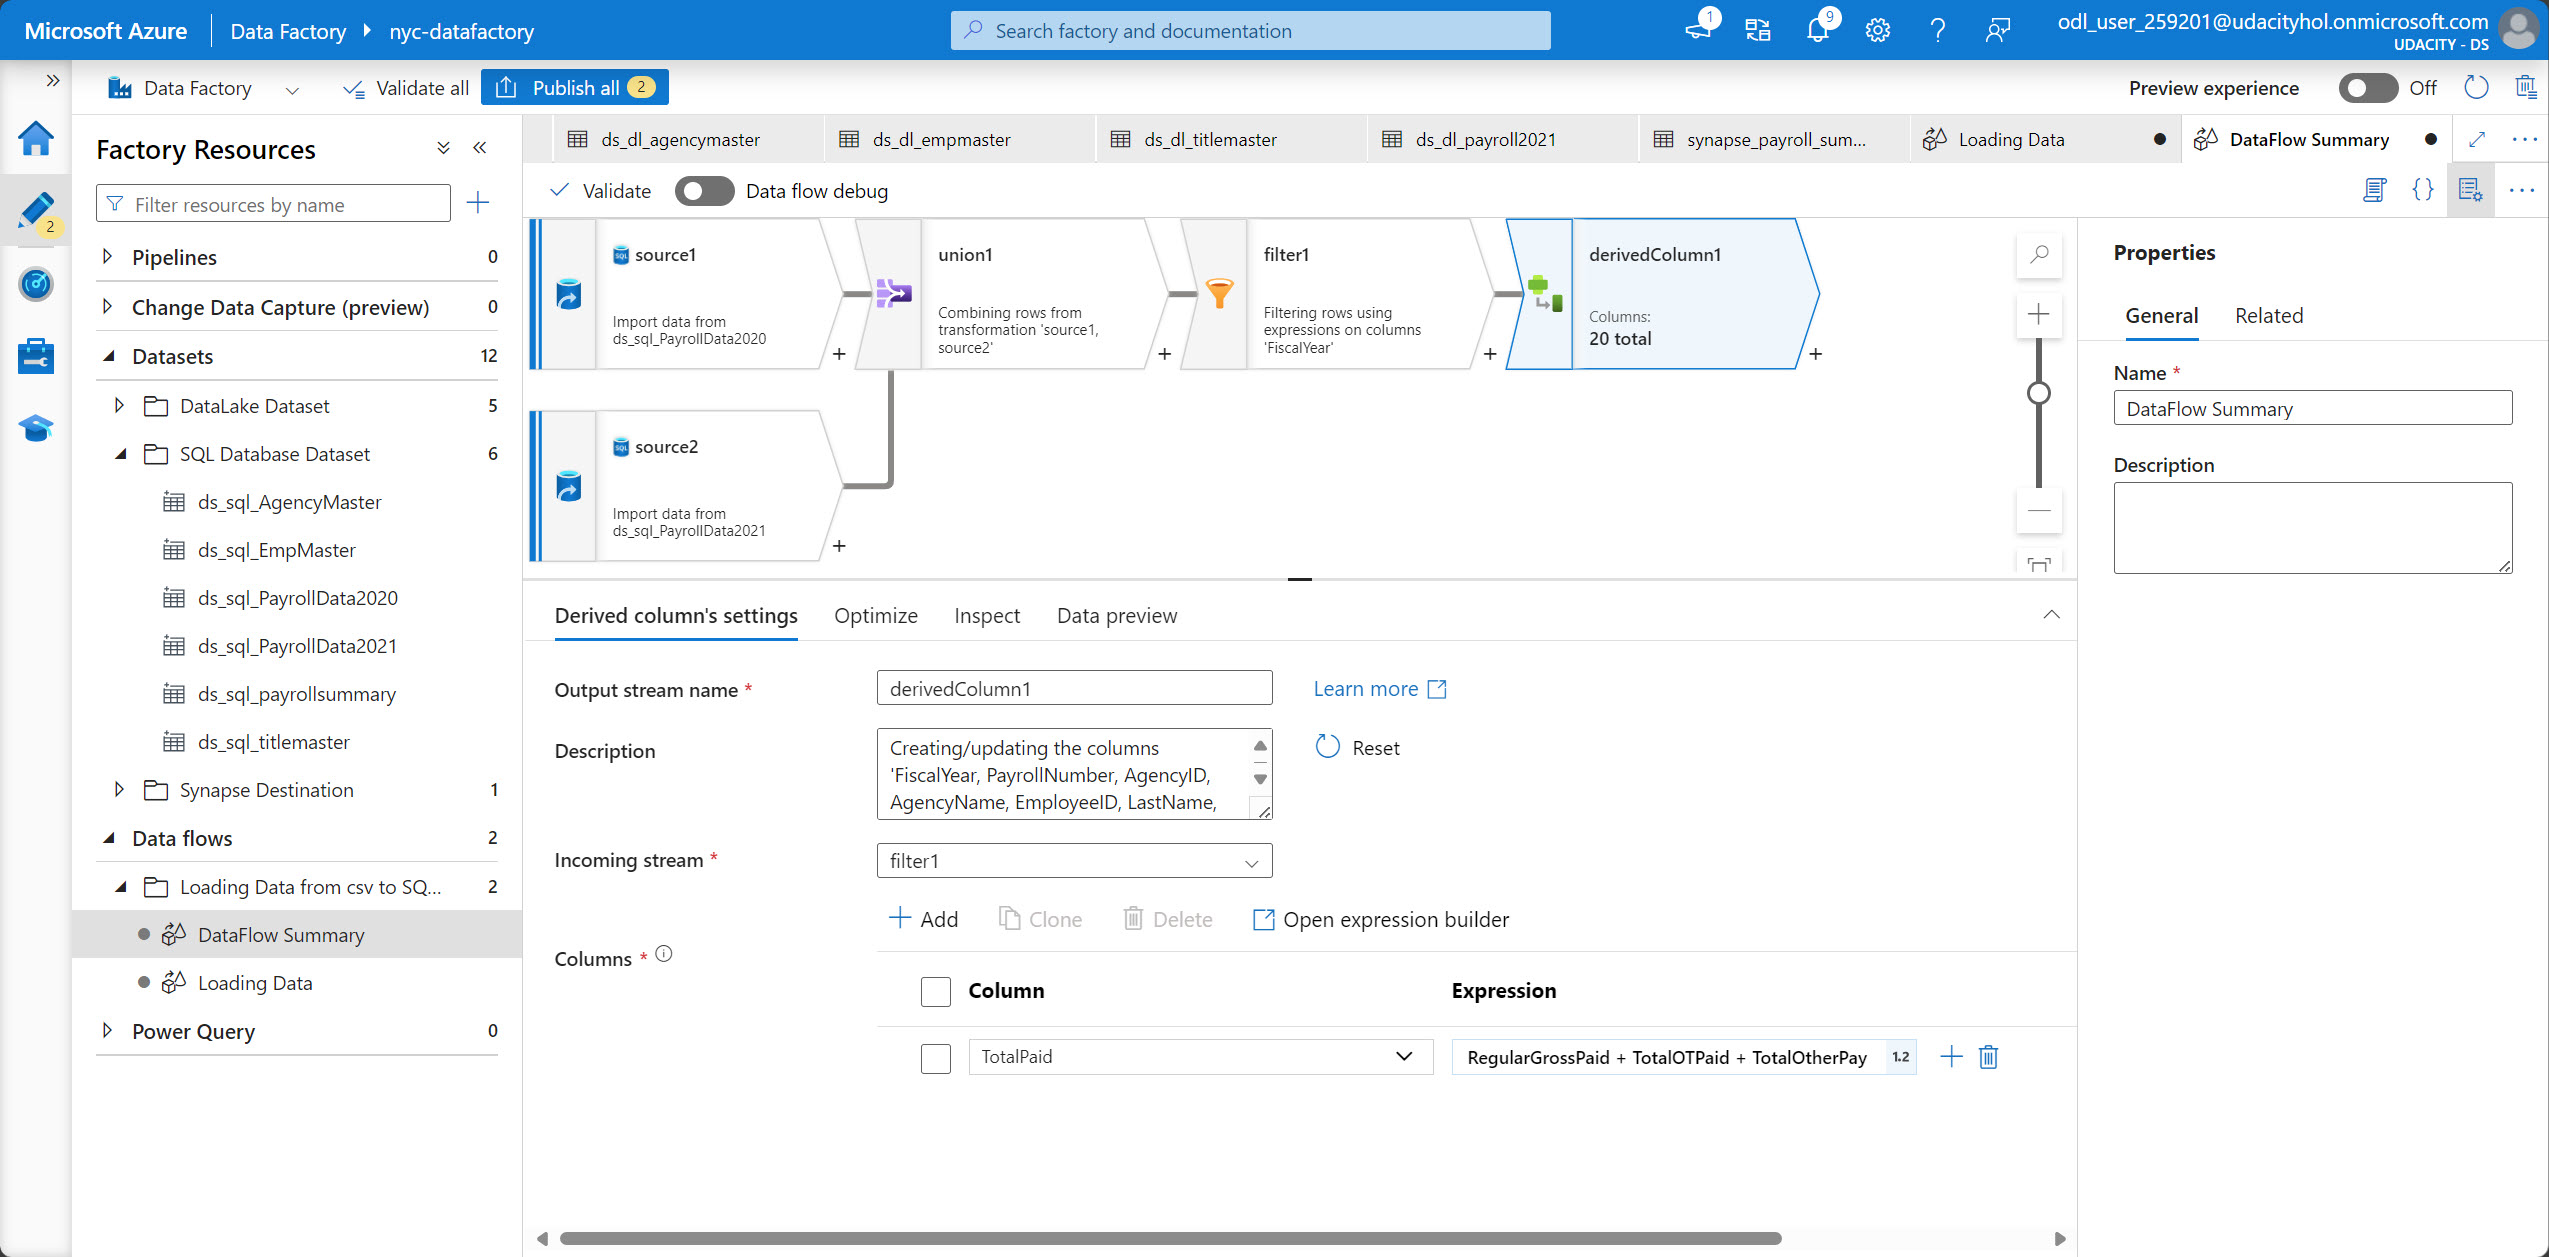 Microsoft Azure
Data Factory
nyc-datafactory
Search factory and documentation
1
9
odl_user_259201@udacityhol.onmicrosoft.com
UDACITY - DS
Data Factory
Validate all
Publish all
2
Preview experience
Off
2
Factory Resources
Filter resources by name
Pipelines
0
Change Data Capture (preview)
0
Datasets
12
DataLake Dataset
5
SQL Database Dataset
6
ds_sql_AgencyMaster
ds_sql_EmpMaster
ds_sql_PayrollData2020
ds_sql_PayrollData2021
ds_sql_payrollsummary
ds_sql_titlemaster
Synapse Destination
1
Data flows
2
Loading Data from csv to SQ...
2
DataFlow Summary
Loading Data
Power Query
0
ds_dl_agencymaster
ds_dl_empmaster
ds_dl_titlemaster
ds_dl_payroll2021
synapse_payroll_sum...
Loading Data
DataFlow Summary
Validate
Data flow debug
SQL
source1
Import data from
ds_sql_PayrollData2020
union1
Combining rows from
transformation 'source1,
source2'
filter1
Filtering rows using
expressions on columns
'FiscalYear'
derivedColumn1
Columns:
20 total
SQL
source2
Import data from
ds_sql_PayrollData2021
Derived column's settings
Optimize
Inspect
Data preview
Output stream name *
derivedColumn1
Learn more
Description
Creating/updating the columns
'FiscalYear, PayrollNumber, AgencyID,
AgencyName, EmployeeID, LastName,
Reset
Incoming stream *
filter1
Add
Clone
Delete
Open expression builder
Columns *
Column
Expression
TotalPaid
RegularGrossPaid + TotalOTPaid + TotalOtherPay
1.2
Properties
General
Related
Name *
DataFlow Summary
Description